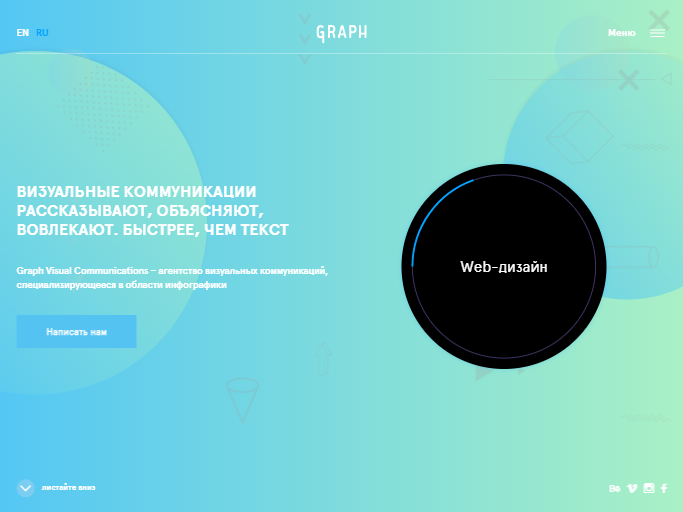 EN RU
GRAPH
Меню
ВИЗУАЛЬНЫЕ КОММУНИКАЦИИ
РАССКАЗЫВАЮТ, ОБЪЯСНЯЮТ,
ВОВЛЕКАЮТ. БЫСТРЕЕ, ЧЕМ ТЕКСТ
Graph Visual Communications – агентство визуальных коммуникаций,
специализирующееся в области инфографики
Написать нам
Web-дизайн
листайте вниз
Bē